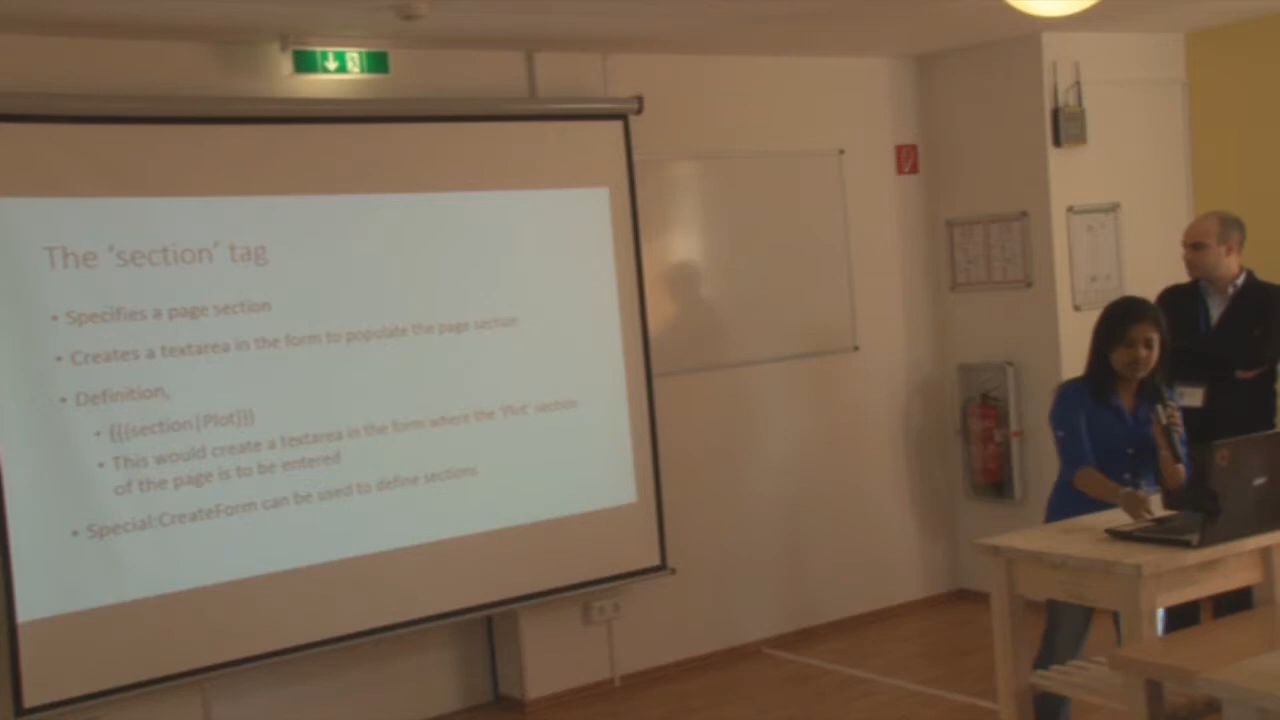 The 'section' tag
• Specifies a page section
• Creates a textarea in the form to populate the page section
• Definition,
• {{{section|Plot}}}
• This would create a textarea in the form where the 'Plot' section
of the page is to be entered
• Special:CreateForm can be used to define sections